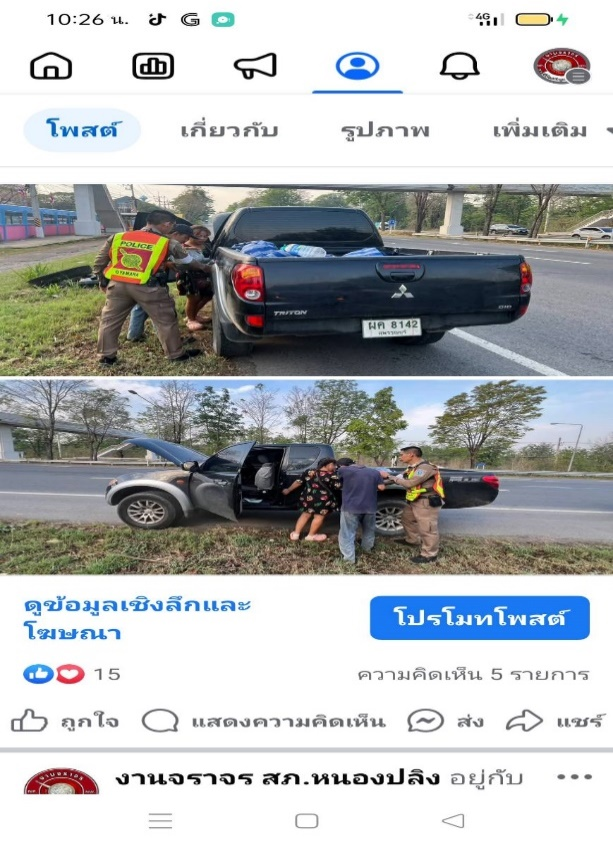 10:26 น.
4G
โพสต์ เกี่ยวกับ รูปภาพ เพิ่มเติม
POLICE
TRITON
ผค 8142
ดูข้อมูลเชิงลึกและ
โฆษณา
โปรโมทโพสต์
15
ความคิดเห็น 5 รายการ
ถูกใจ แสดงความคิดเห็น ส่ง แชร์
งานจราจร สภ.หนองปลิง อยู่กับ